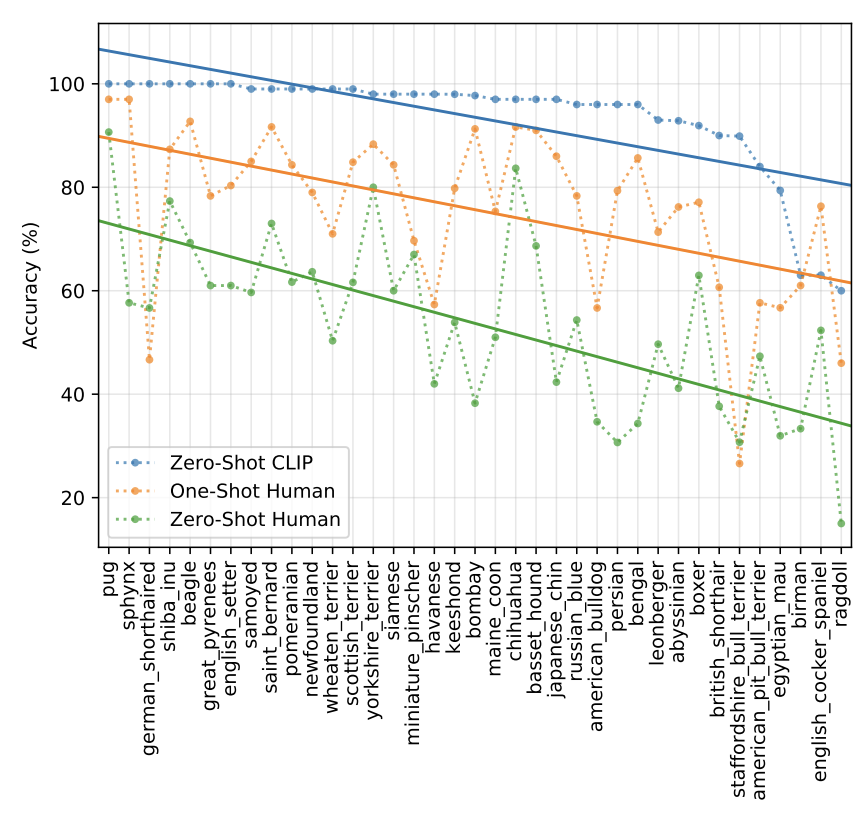 Accuracy (%)
100
80
60
40
20
Zero-Shot CLIP
One-Shot Human
Zero-Shot Human
pug
sphynx
german_shorthaired
shiba_inu
beagle
great_pyrenees
english_setter
samoyed
saint_bernard
pomeranian
newfoundland
wheaten_terrier
scottish_terrier
yorkshire_terrier
siamese
miniature_pinscher
havanese
keeshond
bombay
maine_coon
chihuahua
basset_hound
japanese_chin
russian_blue
american_bulldog
persian
bengal
leonberger
abyssinian
boxer
british_shorthair
staffordshire_bull_terrier
american_pit_bull_terrier
egyptian_mau
birman
english_cocker_spaniel
ragdoll